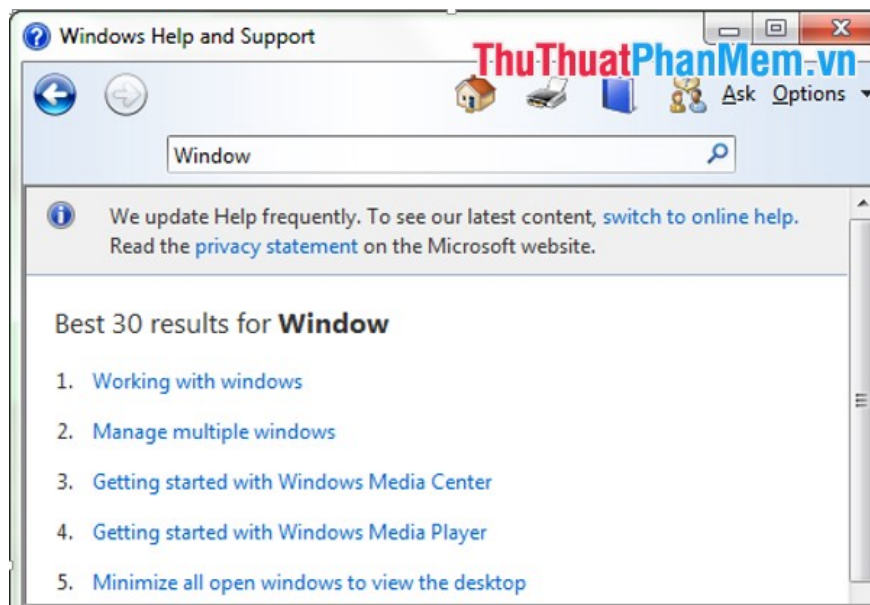 Windows Help and Support
ThuThuatPhanMem.vn
Ask Options
Window
We update Help frequently. To see our latest content, switch to online help.
Read the privacy statement on the Microsoft website.
Best 30 results for Window
1. Working with windows
2. Manage multiple windows
3. Getting started with Windows Media Center
4. Getting started with Windows Media Player
5. Minimize all open windows to view the desktop